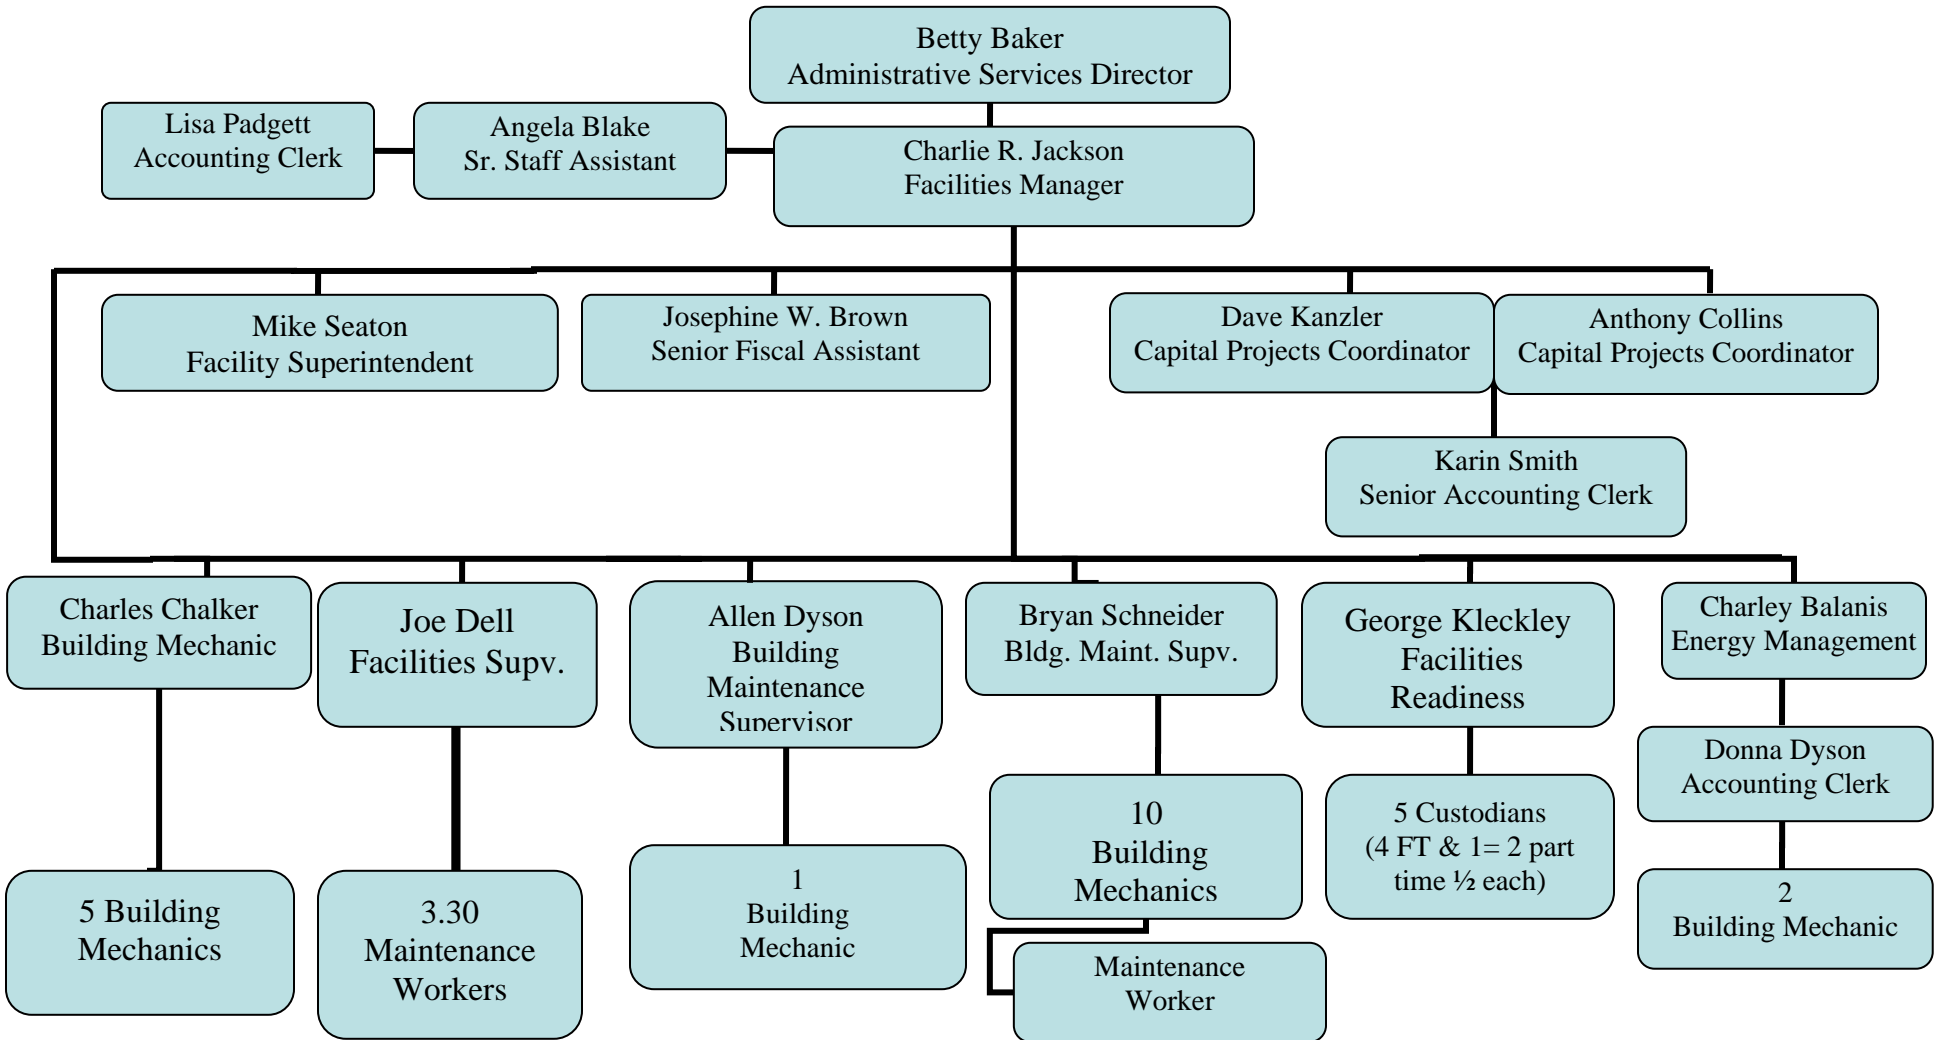 Betty Baker
Administrative Services Director
Lisa Padgett
Accounting Clerk
Angela Blake
Sr. Staff Assistant
Charlie R. Jackson
Facilities Manager
Mike Seaton
Facility Superintendent
Josephine W. Brown
Senior Fiscal Assistant
Dave Kanzler
Capital Projects Coordinator
Anthony Collins
Capital Projects Coordinator
Karin Smith
Senior Accounting Clerk
Charles Chalker
Building Mechanic
Joe Dell
Facilities Supv.
Allen Dyson
Building
Maintenance
Supervisor
Bryan Schneider
Bldg. Maint. Supv.
George Kleckley
Facilities
Readiness
Charley Balanis
Energy Management
Donna Dyson
Accounting Clerk
5 Building
Mechanics
3.30
Maintenance
Workers
1
Building
Mechanic
10
Building
Mechanics
Maintenance
Worker
5 Custodians
(4 FT & 1= 2 part
time ½ each)
2
Building Mechanic